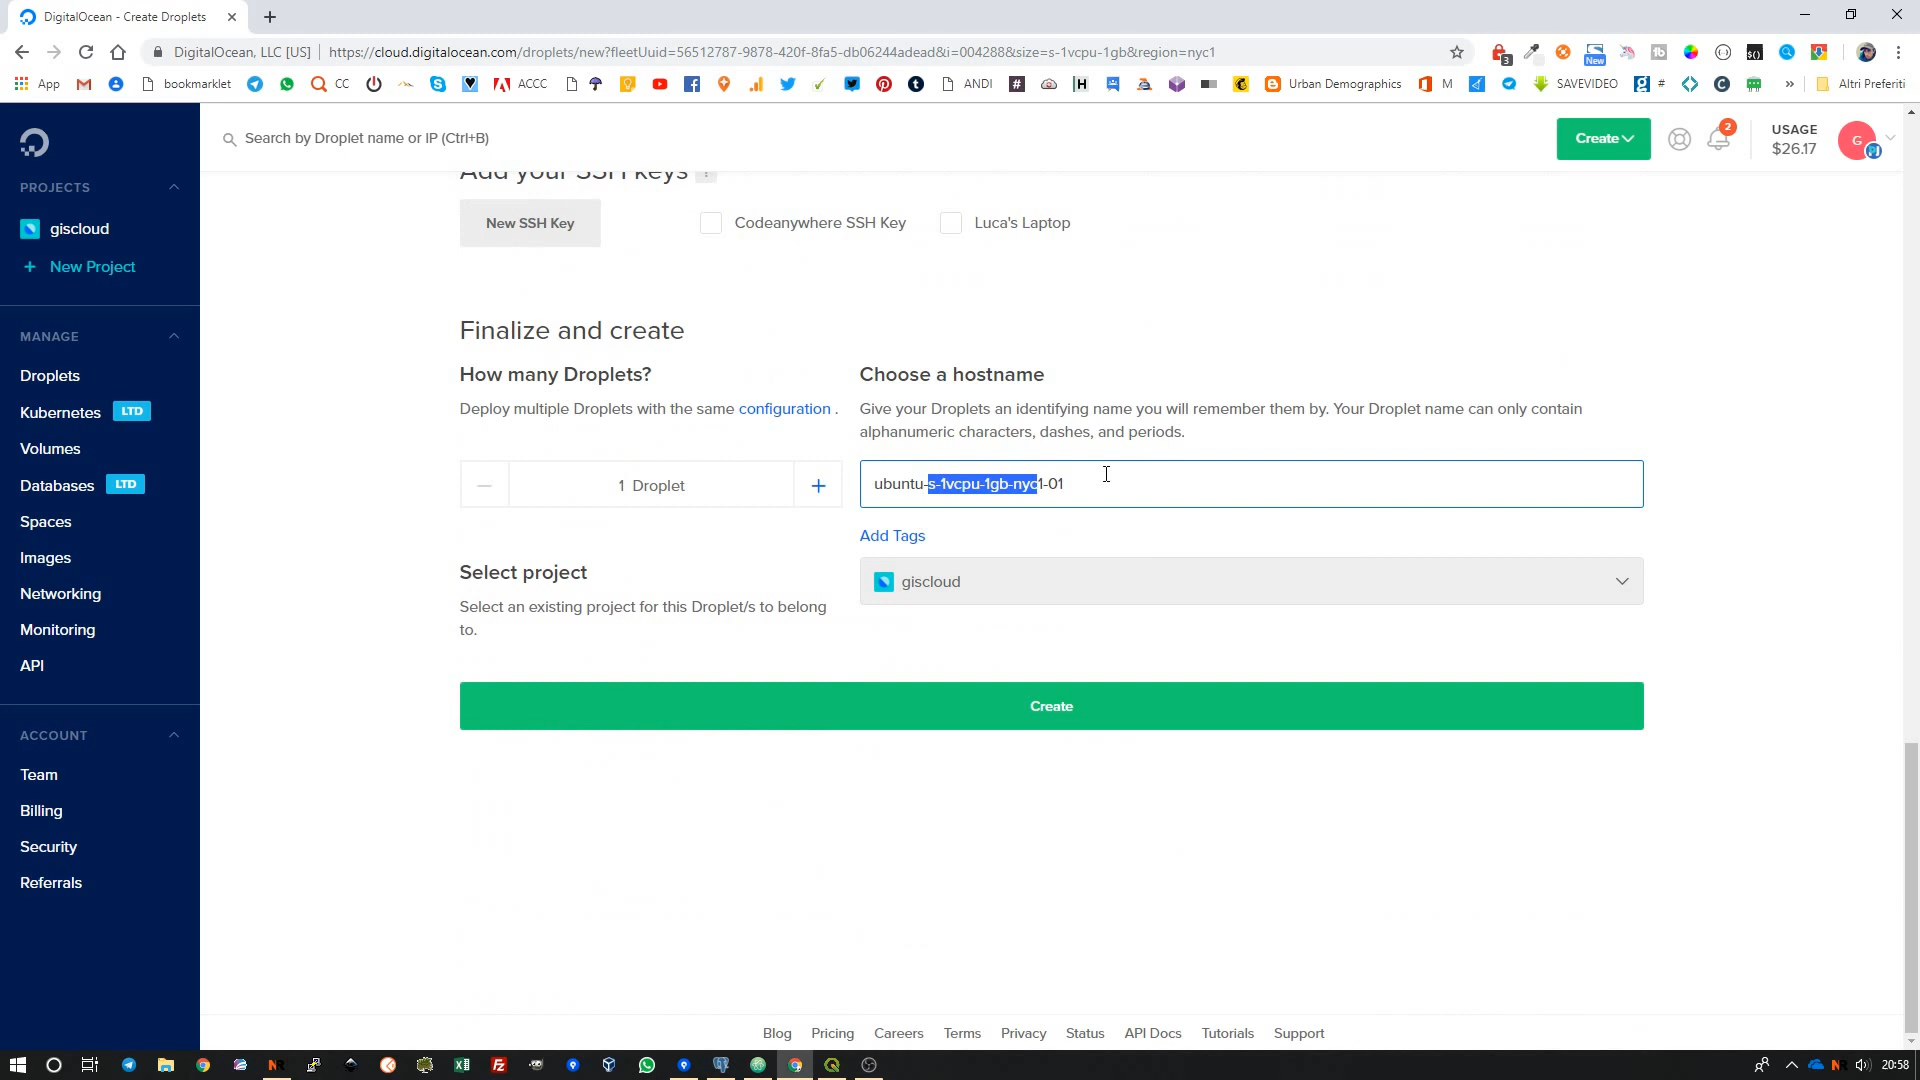 DigitalOcean - Create Droplets
DigitalOcean, LLC [US] | https://cloud.digitalocean.com/droplets/new?fleetUuid=56512787-9878-420f-8fa5-db06244adead&i=004288&size=s-1vcpu-1gb&region=nyc1
3
New
App
bookmarklet
CC
ACCC
ANDI
Urban Demographics
M
SAVEVIDEO
#
»
Altri Preferiti
Search by Droplet name or IP (Ctrl+B)
Create
2
USAGE
$26.17
G
PROJECTS
giscloud
+ New Project
MANAGE
Droplets
Kubernetes LTD
Volumes
Databases LTD
Spaces
Images
Networking
Monitoring
API
ACCOUNT
Team
Billing
Security
Referrals
Add your SSH keys ?
New SSH Key
Codeanywhere SSH Key
Luca's Laptop
Finalize and create
How many Droplets?
Deploy multiple Droplets with the same configuration .
1 Droplet
Choose a hostname
Give your Droplets an identifying name you will remember them by. Your Droplet name can only contain
alphanumeric characters, dashes, and periods.
ubuntu-s-1vcpu-1gb-nyc1-01
Add Tags
Select project
Select an existing project for this Droplet/s to belong
to.
giscloud
Create
Blog
Pricing
Careers
Terms
Privacy
Status
API Docs
Tutorials
Support
20:58